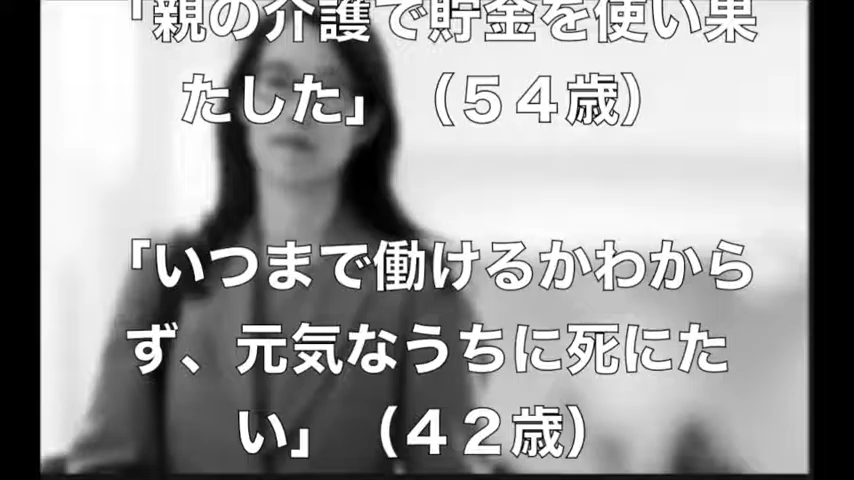 「親の介護で貯金を使い果
たした」（５４歳）
「いつまで働けるかわから
ず、元気なうちに死にた
い」（４２歳）